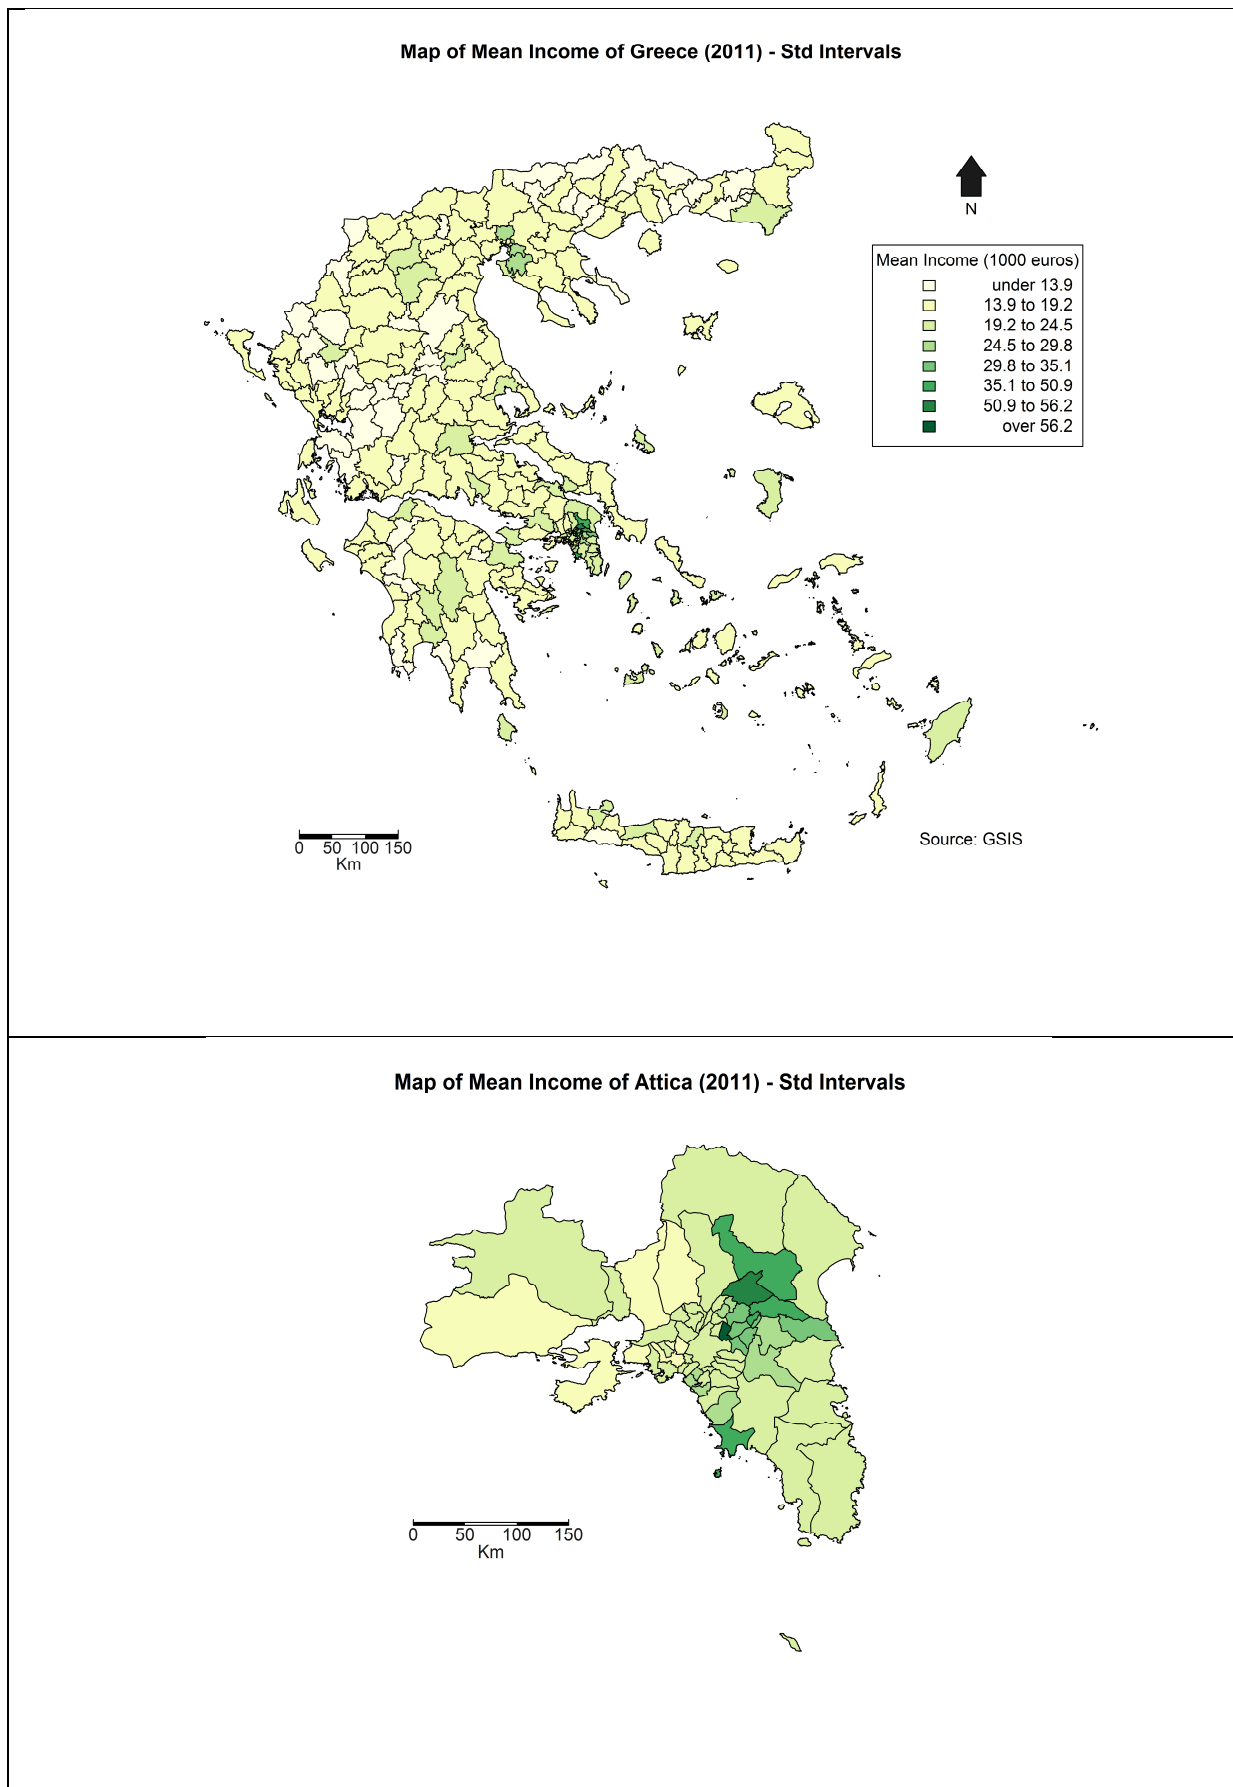 Map of Mean Income of Greece (2011) - Std Intervals
N
Mean Income (1000 euros)
under 13.9
13.9 to 19.2
19.2 to 24.5
24.5 to 29.8
29.8 to 35.1
35.1 to 50.9
50.9 to 56.2
over 56.2
0 50 100 150
Km
Source: GSIS
Map of Mean Income of Attica (2011) - Std Intervals
0 50 100 150
Km